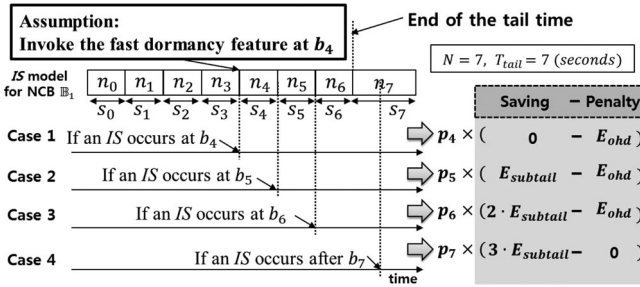 Assumption:
Invoke the fast dormancy feature at b4
End of the tail time
N = 7, Ttail = 7 (seconds)
IS model
for NCB 𝔹1
n0 n1 n2 n3 n4 n5 n6 n7
s0 s1 s2 s3 s4 s5 s6 s7
Saving − Penalty
Case 1 If an IS occurs at b4 p4 × ( 0 − Eohd )
Case 2 If an IS occurs at b5 p5 × ( Esubtail − Eohd )
Case 3 If an IS occurs at b6 p6 × ( 2 · Esubtail − Eohd )
Case 4 If an IS occurs after b7 p7 × ( 3 · Esubtail − 0 )
time